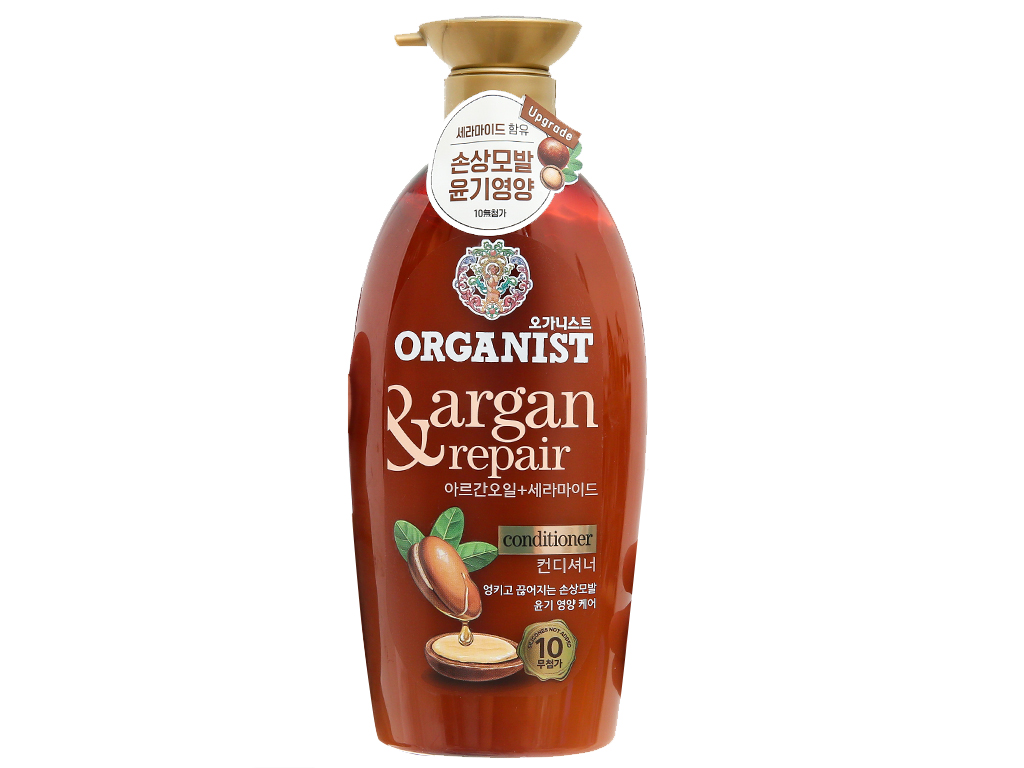 Upgrade
세라마이드 함유
손상모발
윤기영양
10無첨가
오가니스트
ORGANIST
&argan
repair
아르간오일+세라마이드
conditioner
컨디셔너
엉키고 끊어지는 손상모발
윤기 영양 케어
NOT ADDED
10
무첨가